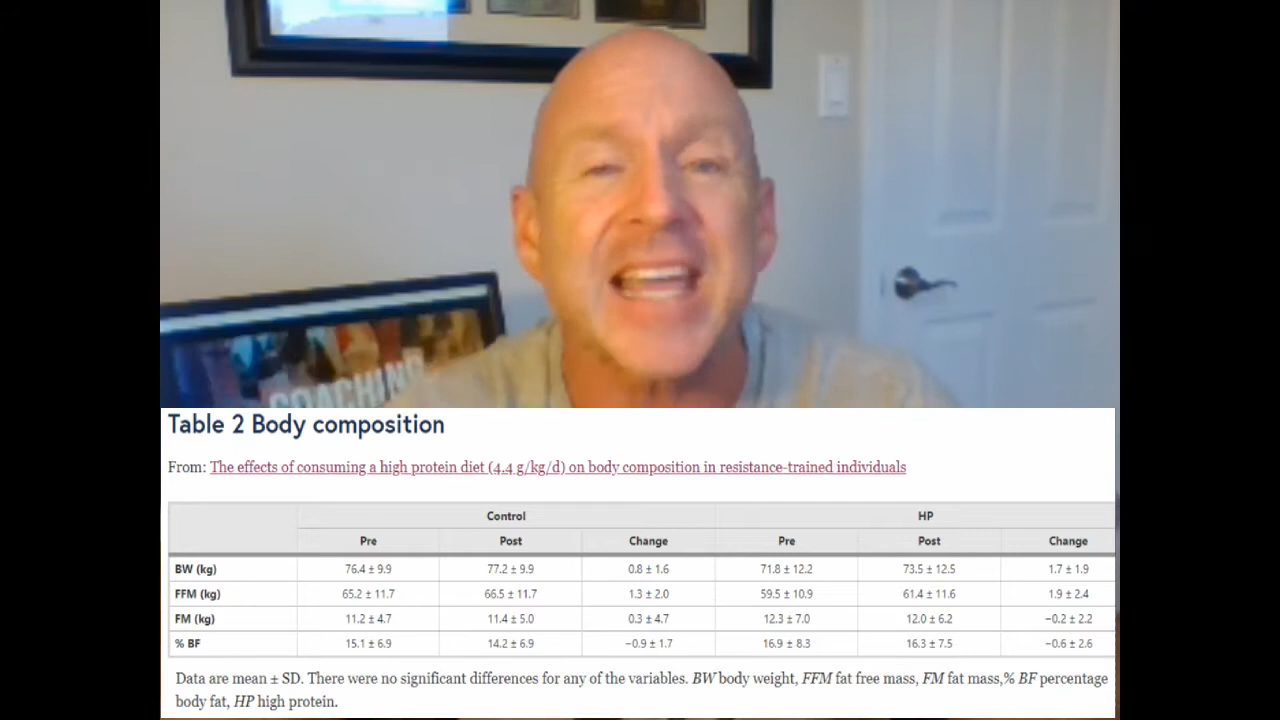 COACHING
Table 2 Body composition
From: The effects of consuming a high protein diet (4.4 g/kg/d) on body composition in resistance-trained individuals
Control HP
Pre Post Change Pre Post Change
BW (kg) 76.4 ± 9.9 77.2 ± 9.9 0.8 ± 1.6 71.8 ± 12.2 73.5 ± 12.5 1.7 ± 1.9
FFM (kg) 65.2 ± 11.7 66.5 ± 11.7 1.3 ± 2.0 59.5 ± 10.9 61.4 ± 11.6 1.9 ± 2.4
FM (kg) 11.2 ± 4.7 11.4 ± 5.0 0.3 ± 4.7 12.3 ± 7.0 12.0 ± 6.2 −0.2 ± 2.2
% BF 15.1 ± 6.9 14.2 ± 6.9 −0.9 ± 1.7 16.9 ± 8.3 16.3 ± 7.5 −0.6 ± 2.6
Data are mean ± SD. There were no significant differences for any of the variables. BW body weight, FFM fat free mass, FM fat mass,% BF percentage
body fat, HP high protein.